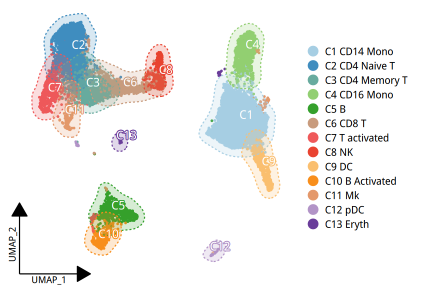 C2
C8
C3
C6
C7
C11
C4
C1
C9
C13
C5
C10
C12
UMAP_2
UMAP_1
C1 CD14 Mono
C2 CD4 Naive T
C3 CD4 Memory T
C4 CD16 Mono
C5 B
C6 CD8 T
C7 T activated
C8 NK
C9 DC
C10 B Activated
C11 Mk
C12 pDC
C13 Eryth